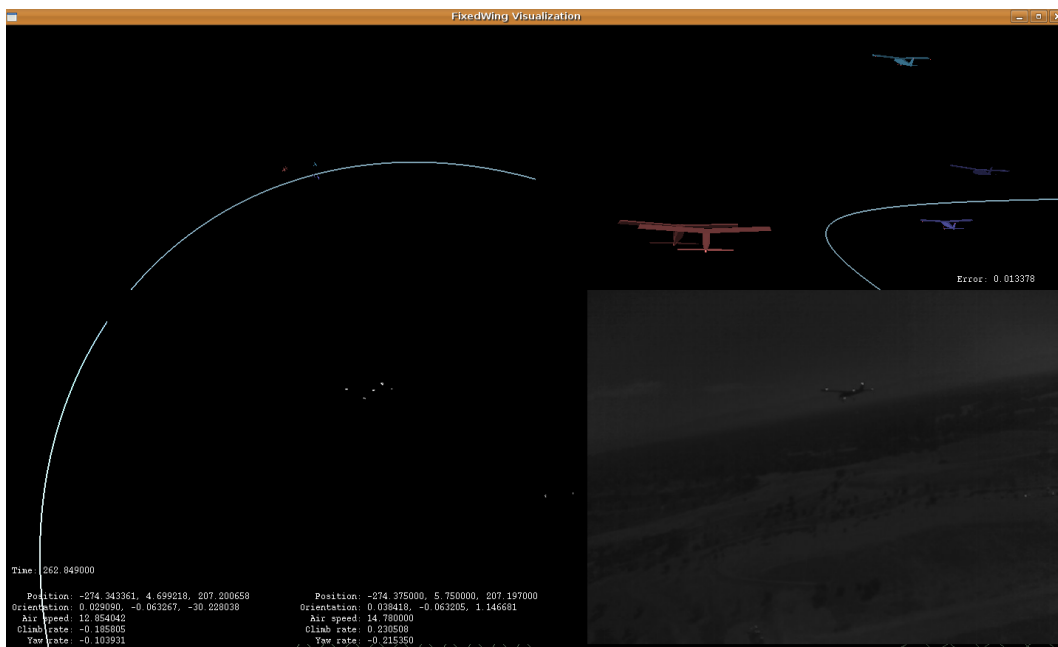 FixedWing Visualization
Error: 0.013378
Time: 262.849000
Position: -274.343361, 4.699218, 207.200658
Orientation: 0.029090, -0.063267, -30.228038
Air speed: 12.854042
Climb rate: -0.185805
Yaw rate: -0.103931
Position: -274.375000, 5.750000, 207.197000
Orientation: 0.038418, -0.063205, 1.146681
Air speed: 14.780000
Climb rate: 0.230508
Yaw rate: -0.215350